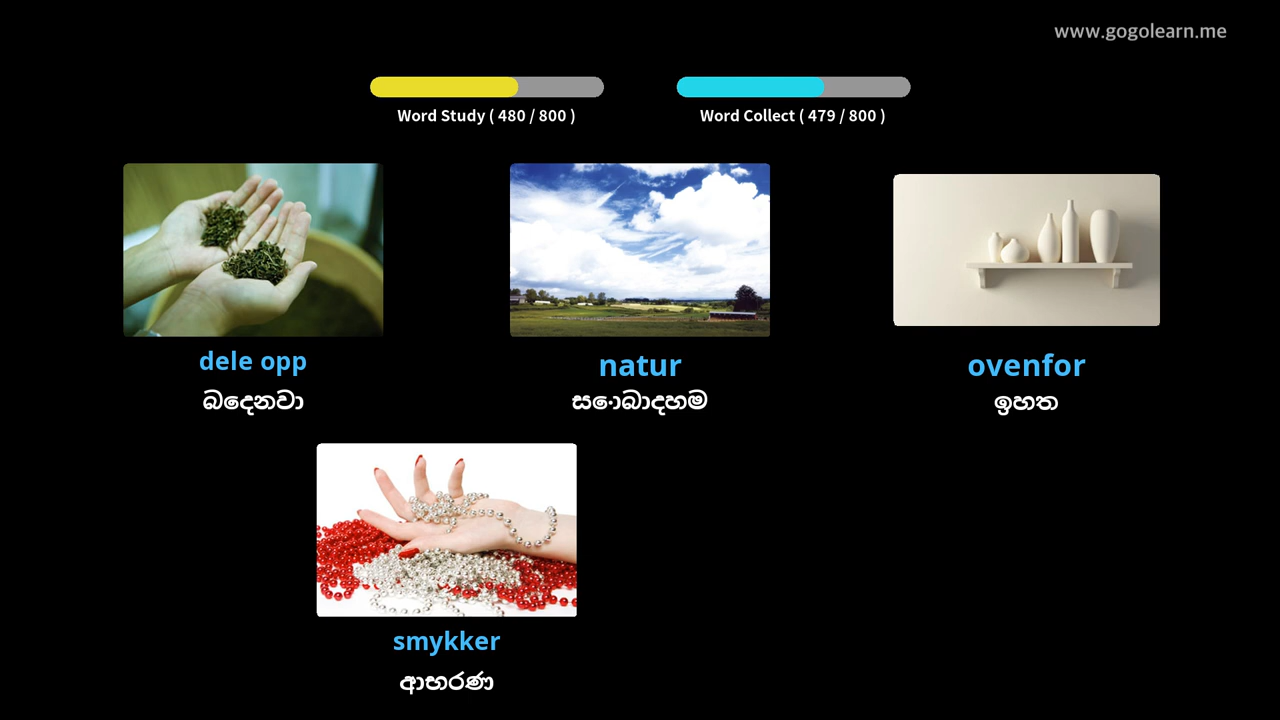 www.gogolearn.me
Word Study ( 480 / 800 )
Word Collect ( 479 / 800 )
dele opp
බදෙනවා
natur
සෞබාදහම
ovenfor
ඉහත
smykker
ආභරණ